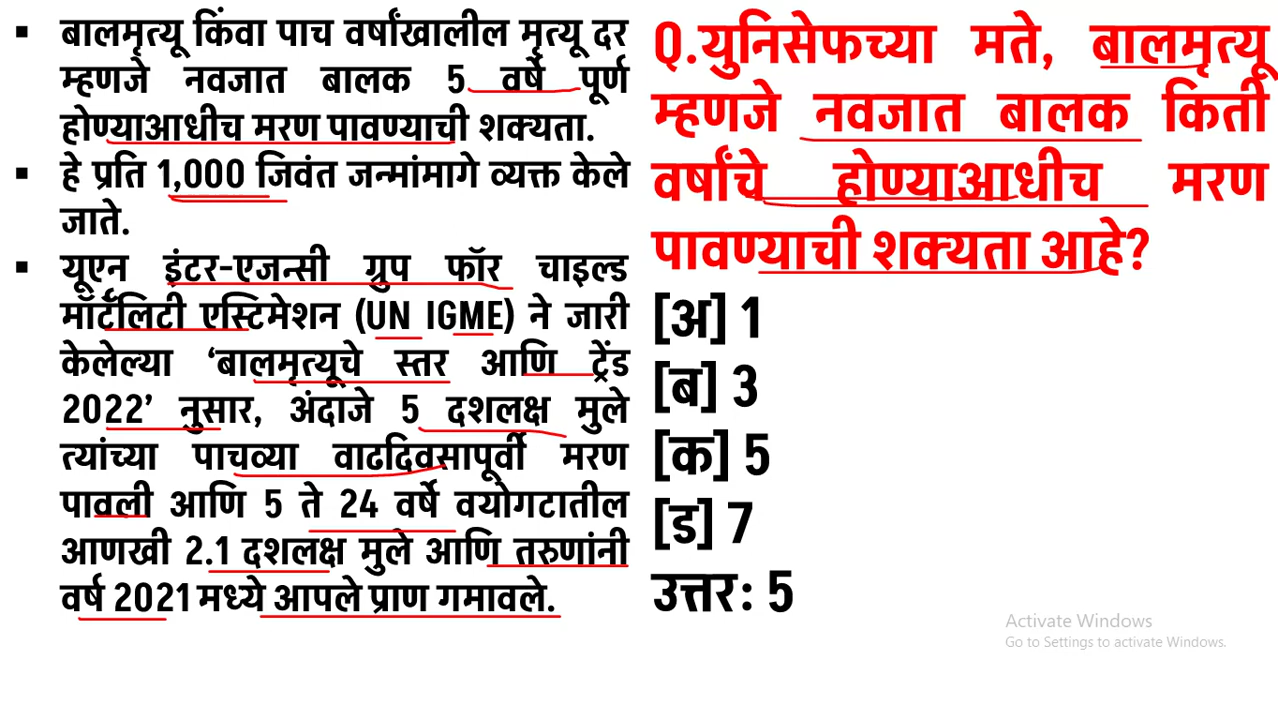 ▪ बालमृत्यू किंवा पाच वर्षांखालील मृत्यू दर
म्हणजे नवजात बालक 5 वर्षे पूर्ण
होण्याआधीच मरण पावण्याची शक्यता.
▪ हे प्रति 1,000 जिवंत जन्मांमागे व्यक्त केले
जाते.
▪ यूएन इंटर-एजन्सी ग्रुप फॉर चाइल्ड
मॉर्टॅलिटी एस्टिमेशन (UN IGME) ने जारी
केलेल्या ‘बालमृत्यूचे स्तर आणि ट्रेंड
2022’ नुसार, अंदाजे 5 दशलक्ष मुले
त्यांच्या पाचव्या वाढदिवसापूर्वी मरण
पावली आणि 5 ते 24 वर्षे वयोगटातील
आणखी 2.1 दशलक्ष मुले आणि तरुणांनी
वर्ष 2021 मध्ये आपले प्राण गमावले.
Q.युनिसेफच्या मते, बालमृत्यू
म्हणजे नवजात बालक किती
वर्षांचे होण्याआधीच मरण
पावण्याची शक्यता आहे?
[अ] 1
[ब] 3
[क] 5
[ड] 7
उत्तर: 5
Activate Windows
Go to Settings to activate Windows.